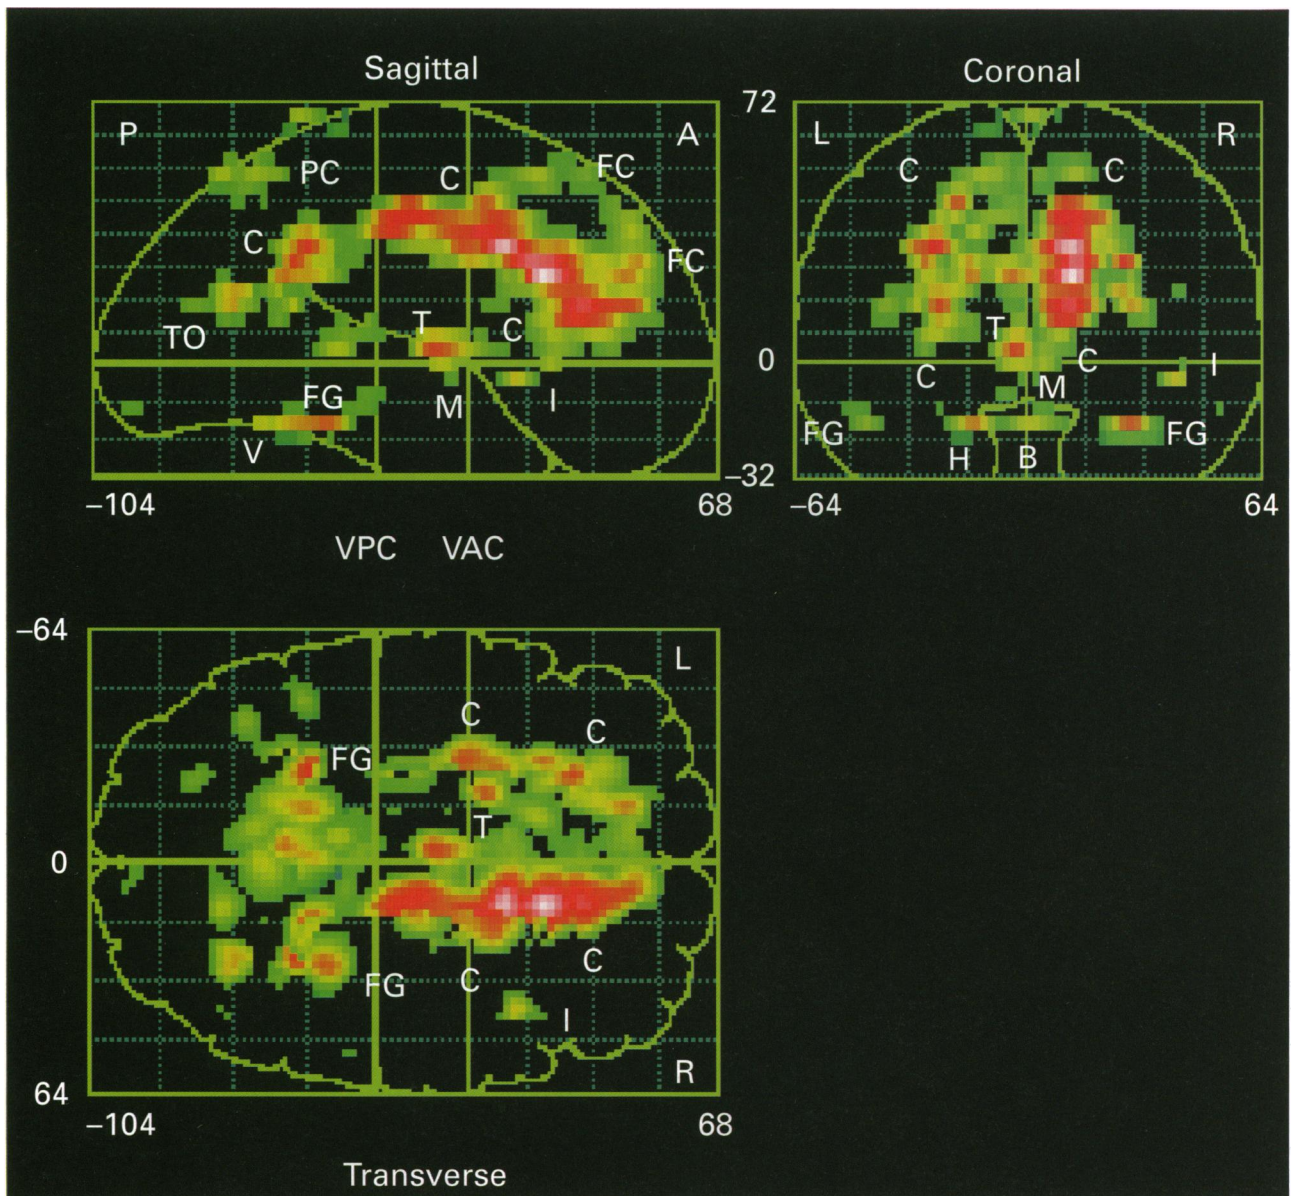 Sagittal
Coronal
72
P
A
L
R
PC
C
FC
C
C
C
FC
TO
T
C
T
0
C
C
I
FG
M
I
M
V
FG
FG
H
B
-32
-104
68
-64
64
VPC
VAC
-64
L
C
C
FG
T
0
C
FG
C
I
R
64
-104
68
Transverse